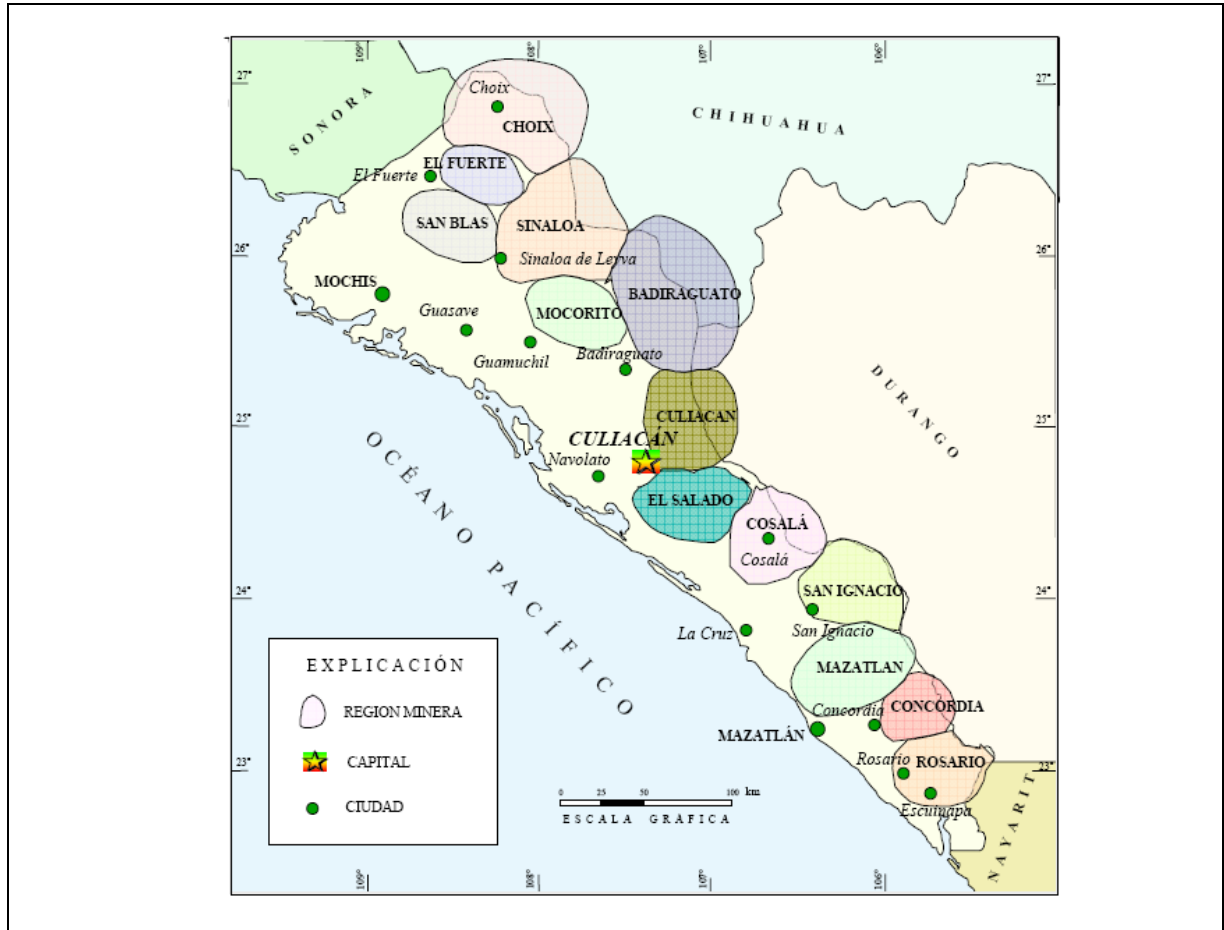 109°
108°
107°
106°
27°
27°
SONORA
CHIHUAHUA
Choix
CHOIX
EL FUERTE
El Fuerte
SAN BLAS
SINALOA
26°
26°
Sinaloa de Leyva
MOCHIS
BADIRAGUATO
Guasave
MOCORITO
Guamuchil
Badiraguato
DURANGO
25°
25°
CULIACAN
CULIACÁN
Navolato
OCÉANO PACÍFICO
EL SALADO
COSALÁ
Cosalá
24°
24°
SAN IGNACIO
La Cruz
San Ignacio
MAZATLAN
Concordia
CONCORDIA
MAZATLÁN
Rosario
ROSARIO
23°
23°
Escuinapa
NAYARIT
EXPLICACIÓN
REGION MINERA
CAPITAL
CIUDAD
0 25 50 100 km
ESCALA GRAFICA
109°
108°
107°
106°